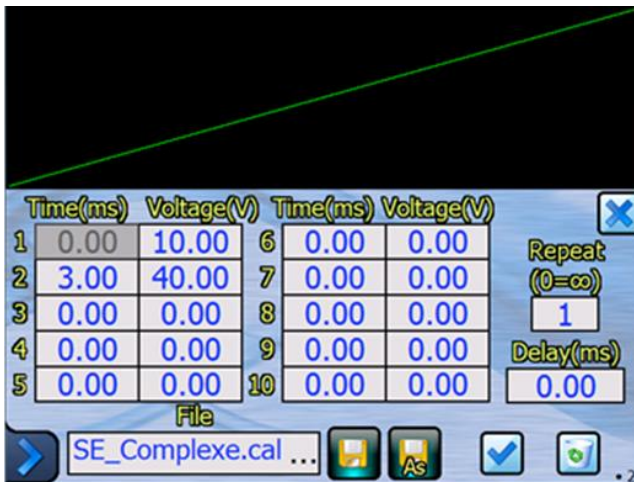 Time(ms) Voltage(V) Time(ms) Voltage(V)
1 0.00 10.00 6 0.00 0.00
2 3.00 40.00 7 0.00 0.00
3 0.00 0.00 8 0.00 0.00
4 0.00 0.00 9 0.00 0.00
5 0.00 0.00 10 0.00 0.00
Repeat
(0=∞)
1
Delay(ms)
0.00
File
SE_Complexe.cal ...
As
• 2